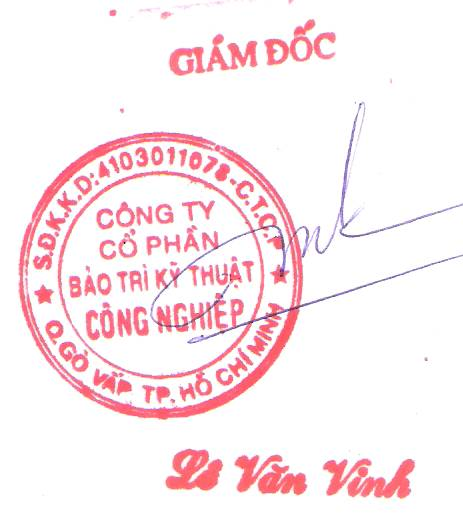 GIÁM ĐỐC
S.Đ.K.K.D:4103011078-C.T.C.P
CÔNG TY
CỔ PHẦN
BẢO TRÌ KỸ THUẬT
CÔNG NGHIỆP
Q.GÒ VẤP TP. HỒ CHÍ MINH
Lê Văn Vinh